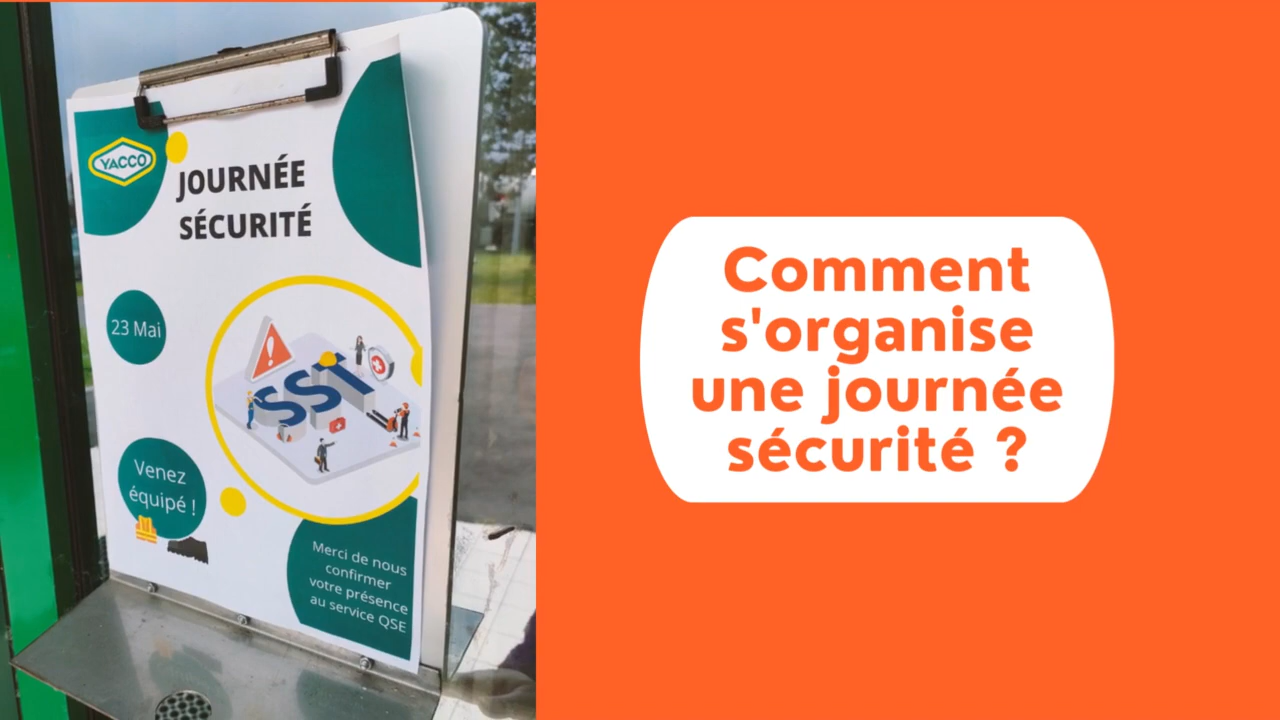 YACCO
JOURNÉE
SÉCURITÉ
23 Mai
SST
Venez
équipé !
Merci de nous
confirmer
votre présence
au service QSE
Comment
s'organise
une journée
sécurité ?